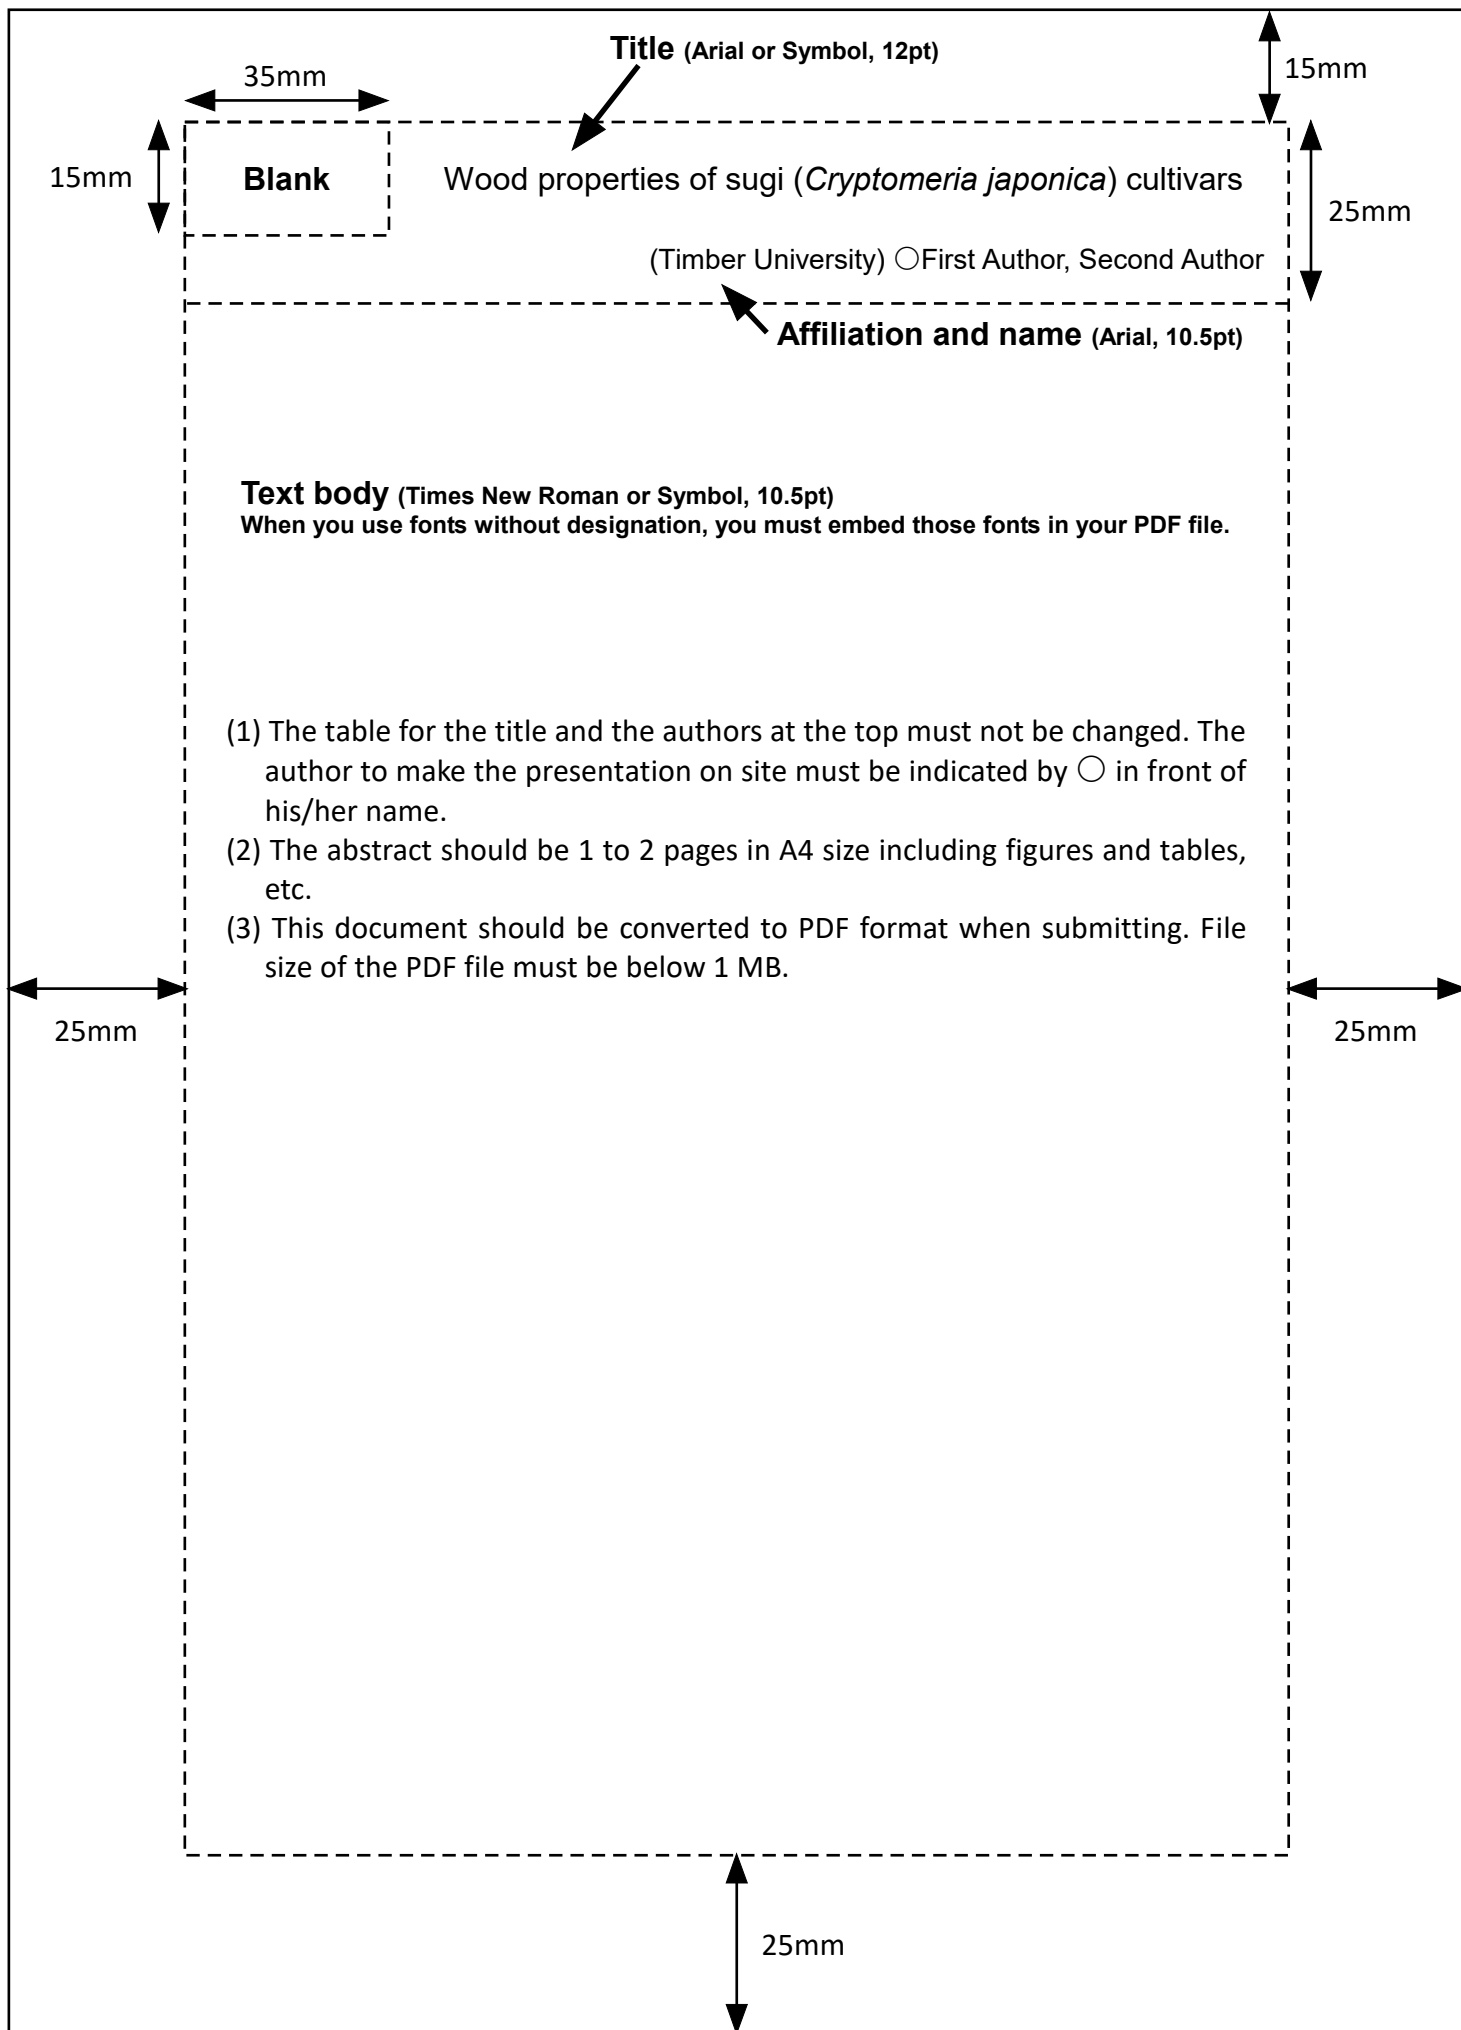 Title (Arial or Symbol, 12pt)
35mm
15mm
15mm
Blank
Wood properties of sugi (Cryptomeria japonica) cultivars
25mm
(Timber University) ○First Author, Second Author
Affiliation and name (Arial, 10.5pt)
Text body (Times New Roman or Symbol, 10.5pt)
When you use fonts without designation, you must embed those fonts in your PDF file.
(1) The table for the title and the authors at the top must not be changed. The
author to make the presentation on site must be indicated by ○ in front of
his/her name.
(2) The abstract should be 1 to 2 pages in A4 size including figures and tables,
etc.
(3) This document should be converted to PDF format when submitting. File
size of the PDF file must be below 1 MB.
25mm
25mm
25mm